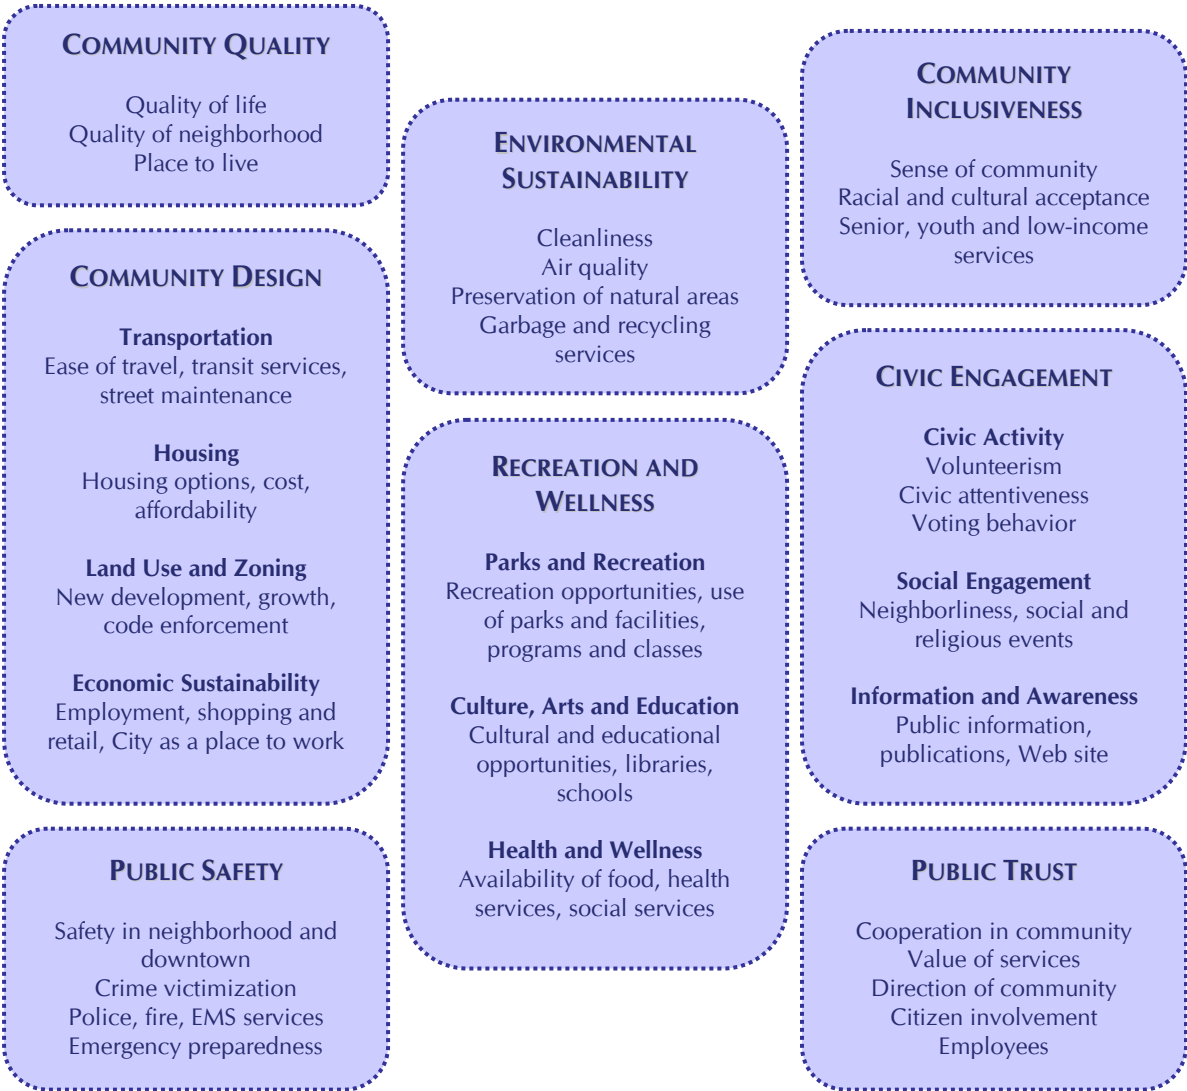 COMMUNITY QUALITY
Quality of life
Quality of neighborhood
Place to live
COMMUNITY DESIGN
Transportation
Ease of travel, transit services,
street maintenance
Housing
Housing options, cost,
affordability
Land Use and Zoning
New development, growth,
code enforcement
Economic Sustainability
Employment, shopping and
retail, City as a place to work
PUBLIC SAFETY
Safety in neighborhood and
downtown
Crime victimization
Police, fire, EMS services
Emergency preparedness
ENVIRONMENTAL
SUSTAINABILITY
Cleanliness
Air quality
Preservation of natural areas
Garbage and recycling
services
RECREATION AND
WELLNESS
Parks and Recreation
Recreation opportunities, use
of parks and facilities,
programs and classes
Culture, Arts and Education
Cultural and educational
opportunities, libraries,
schools
Health and Wellness
Availability of food, health
services, social services
COMMUNITY
INCLUSIVENESS
Sense of community
Racial and cultural acceptance
Senior, youth and low-income
services
CIVIC ENGAGEMENT
Civic Activity
Volunteerism
Civic attentiveness
Voting behavior
Social Engagement
Neighborliness, social and
religious events
Information and Awareness
Public information,
publications, Web site
PUBLIC TRUST
Cooperation in community
Value of services
Direction of community
Citizen involvement
Employees